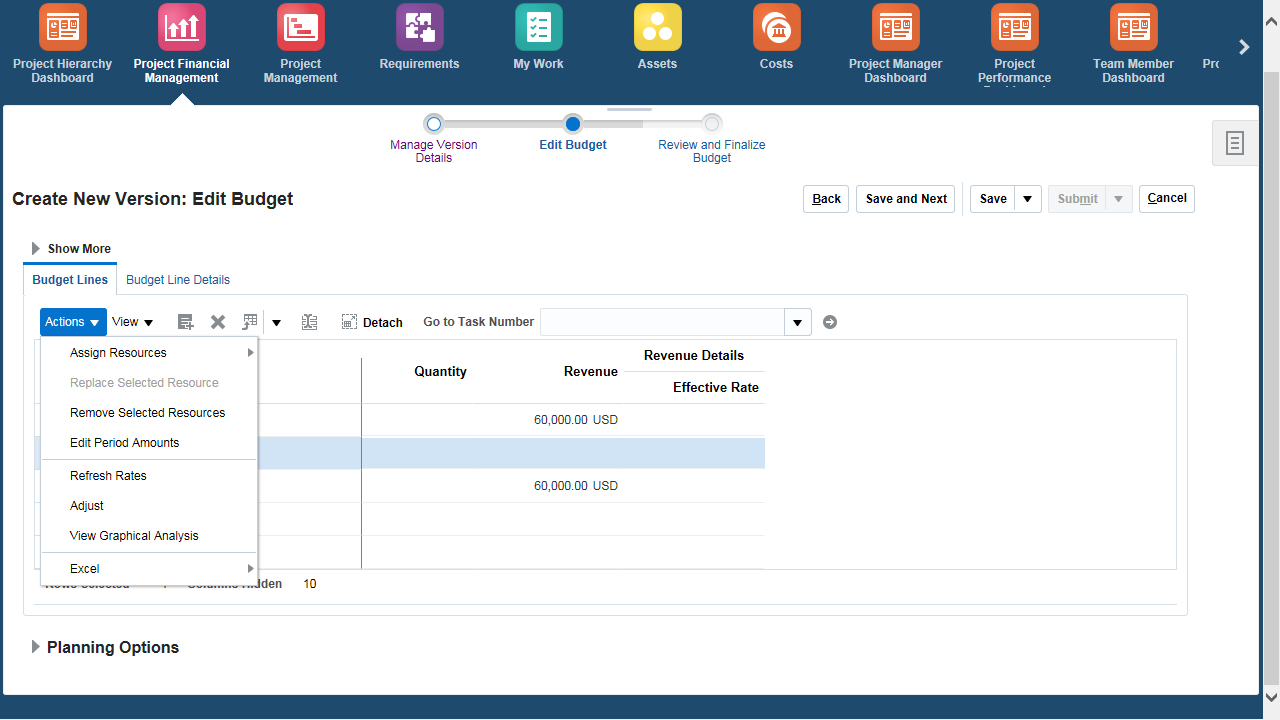 Project Hierarchy
Dashboard
Project Financial
Management
Project
Management
Requirements
My Work
Assets
Costs
Project Manager
Dashboard
Project
Performance
Team Member
Dashboard
Manage Version
Details
Edit Budget
Review and Finalize
Budget
Create New Version: Edit Budget
Back
Save and Next
Save
Submit
Cancel
Show More
Budget Lines
Budget Line Details
Actions
View
Detach
Go to Task Number
Assign Resources
Replace Selected Resource
Remove Selected Resources
Edit Period Amounts
Refresh Rates
Adjust
View Graphical Analysis
Excel
Quantity
Revenue
Revenue Details
Effective Rate
60,000.00 USD
60,000.00 USD
10
Planning Options